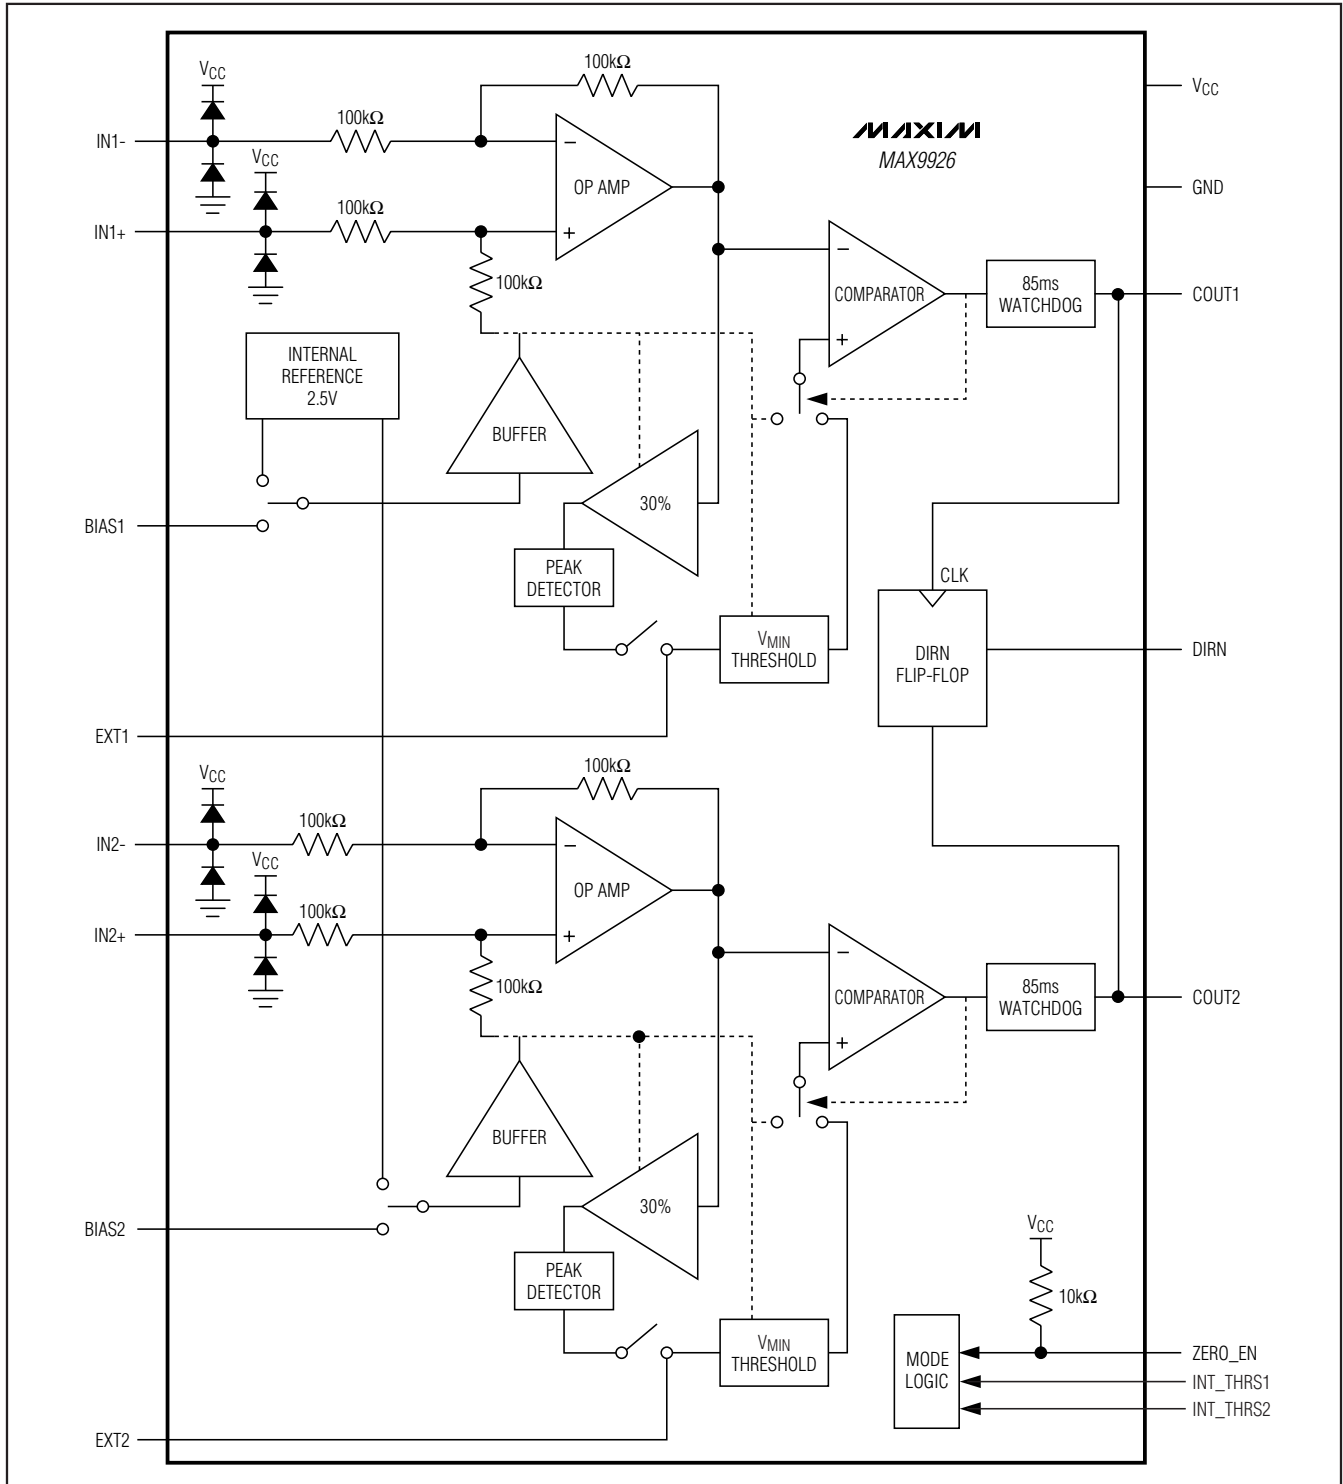 VCC
100kΩ
VCC
MAXIM
MAX9926
100kΩ
IN1-
−
VCC
OP AMP
GND
100kΩ
IN1+
+
−
100kΩ
COMPARATOR
85ms
WATCHDOG
COUT1
+
INTERNAL
REFERENCE
2.5V
BUFFER
30%
BIAS1
PEAK
DETECTOR
CLK
VMIN
THRESHOLD
DIRN
FLIP-FLOP
DIRN
EXT1
100kΩ
VCC
100kΩ
IN2-
−
VCC
OP AMP
100kΩ
IN2+
+
−
100kΩ
COMPARATOR
85ms
WATCHDOG
COUT2
+
BUFFER
30%
BIAS2
VCC
PEAK
DETECTOR
10kΩ
VMIN
THRESHOLD
MODE
LOGIC
ZERO_EN
INT_THRS1
INT_THRS2
EXT2